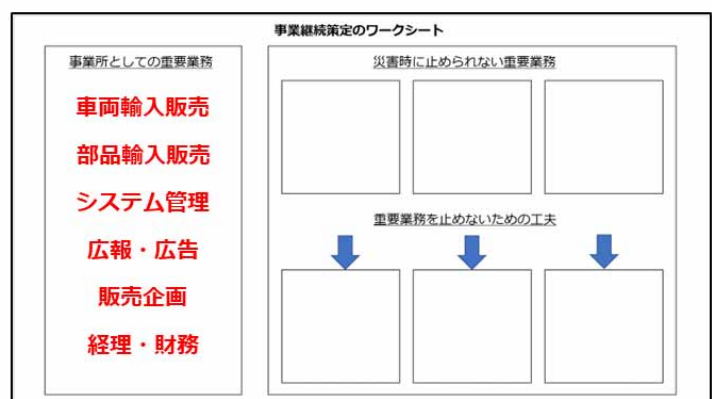 事業継続策定のワークシート
事業所としての重要業務
車両輸入販売
部品輸入販売
システム管理
広報・広告
販売企画
経理・財務
災害時に止められない重要業務
重要業務を止めないための工夫